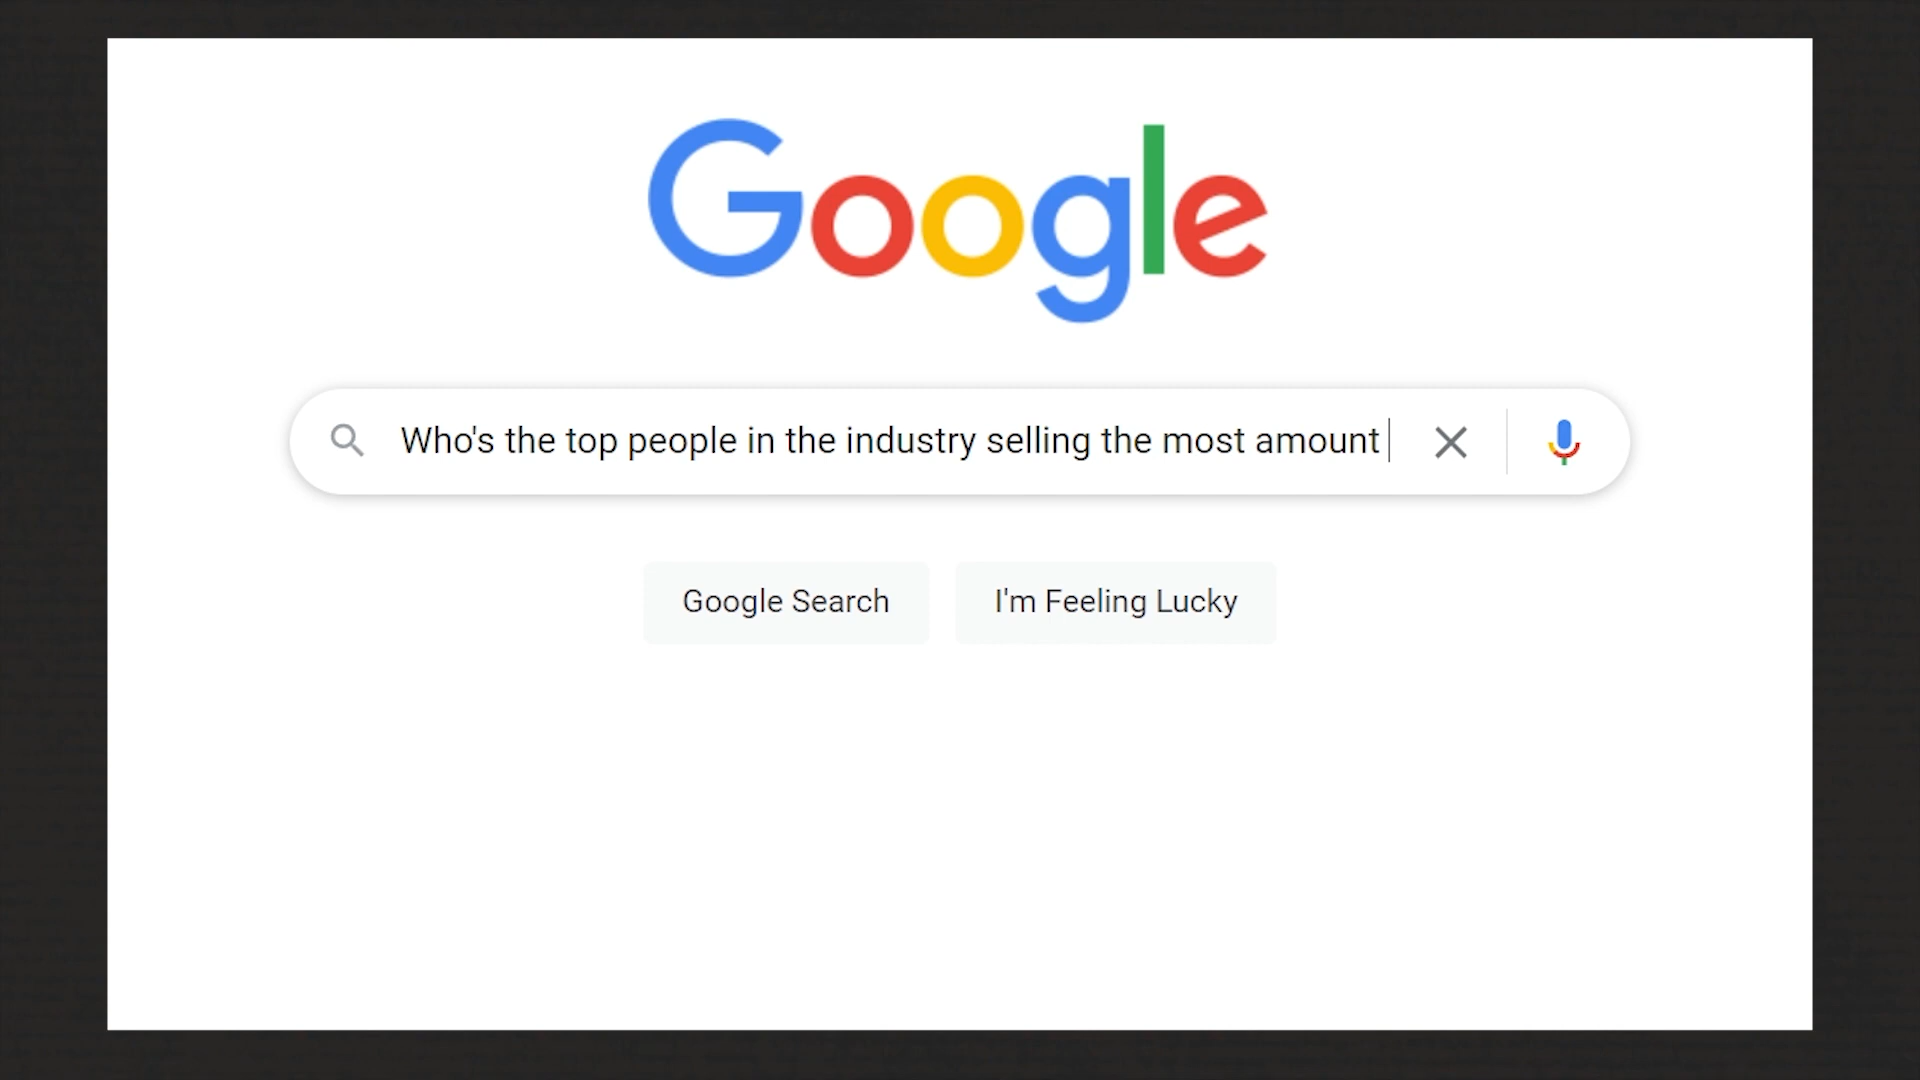 Google
Who's the top people in the industry selling the most amount
Google Search
I'm Feeling Lucky